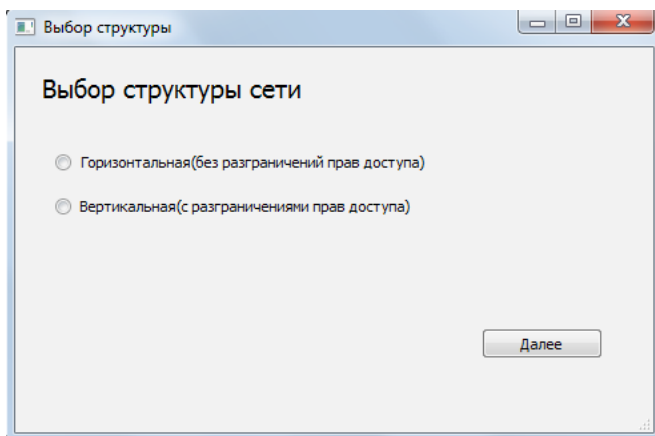 Выбор структуры
Выбор структуры сети
Горизонтальная(без разграничений прав доступа)
Вертикальная(с разграничениями прав доступа)
Далее